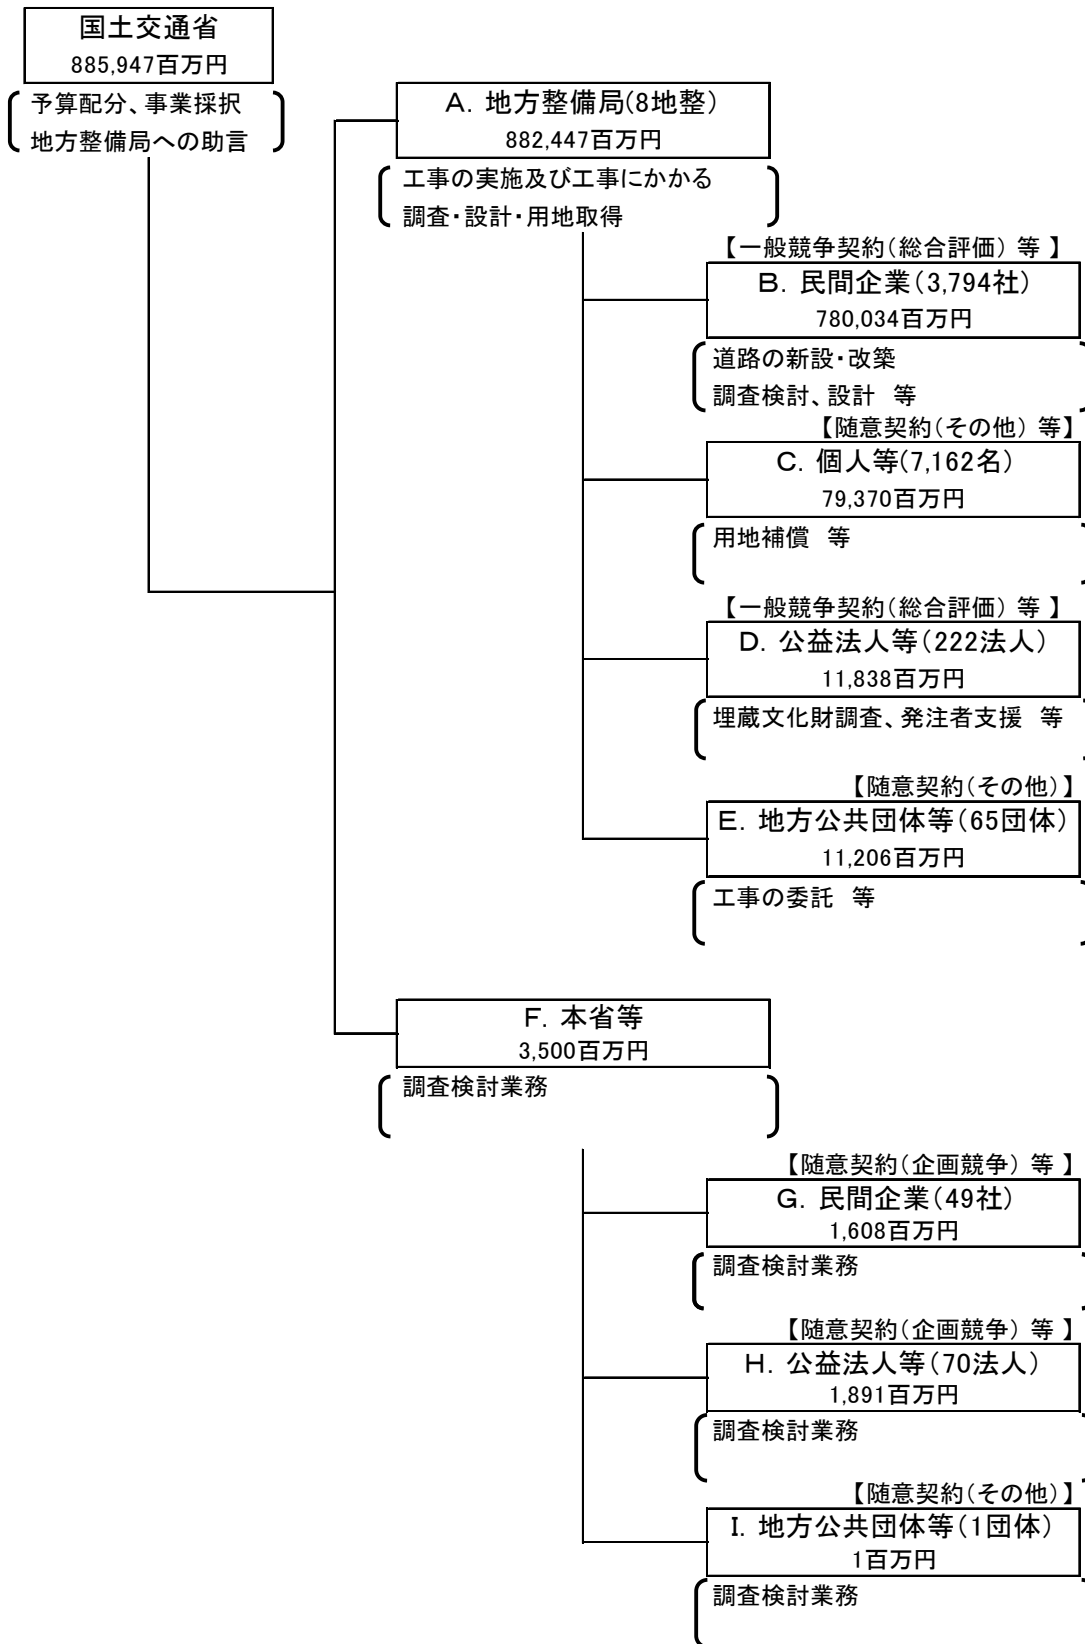 国土交通省
885,947百万円
予算配分、事業採択
地方整備局への助言
A. 地方整備局(8地整)
882,447百万円
工事の実施及び工事にかかる
調査・設計・用地取得
【一般競争契約(総合評価) 等 】
B. 民間企業(3,794社)
780,034百万円
道路の新設・改築
調査検討、設計 等
【随意契約(その他) 等】
C. 個人等(7,162名)
79,370百万円
用地補償 等
【一般競争契約(総合評価) 等 】
D. 公益法人等(222法人)
11,838百万円
埋蔵文化財調査、発注者支援 等
【随意契約(その他)】
E. 地方公共団体等(65団体)
11,206百万円
工事の委託 等
F. 本省等
3,500百万円
調査検討業務
【随意契約(企画競争) 等 】
G. 民間企業(49社)
1,608百万円
調査検討業務
【随意契約(企画競争) 等 】
H. 公益法人等(70法人)
1,891百万円
調査検討業務
【随意契約(その他)】
I. 地方公共団体等(1団体)
1百万円
調査検討業務